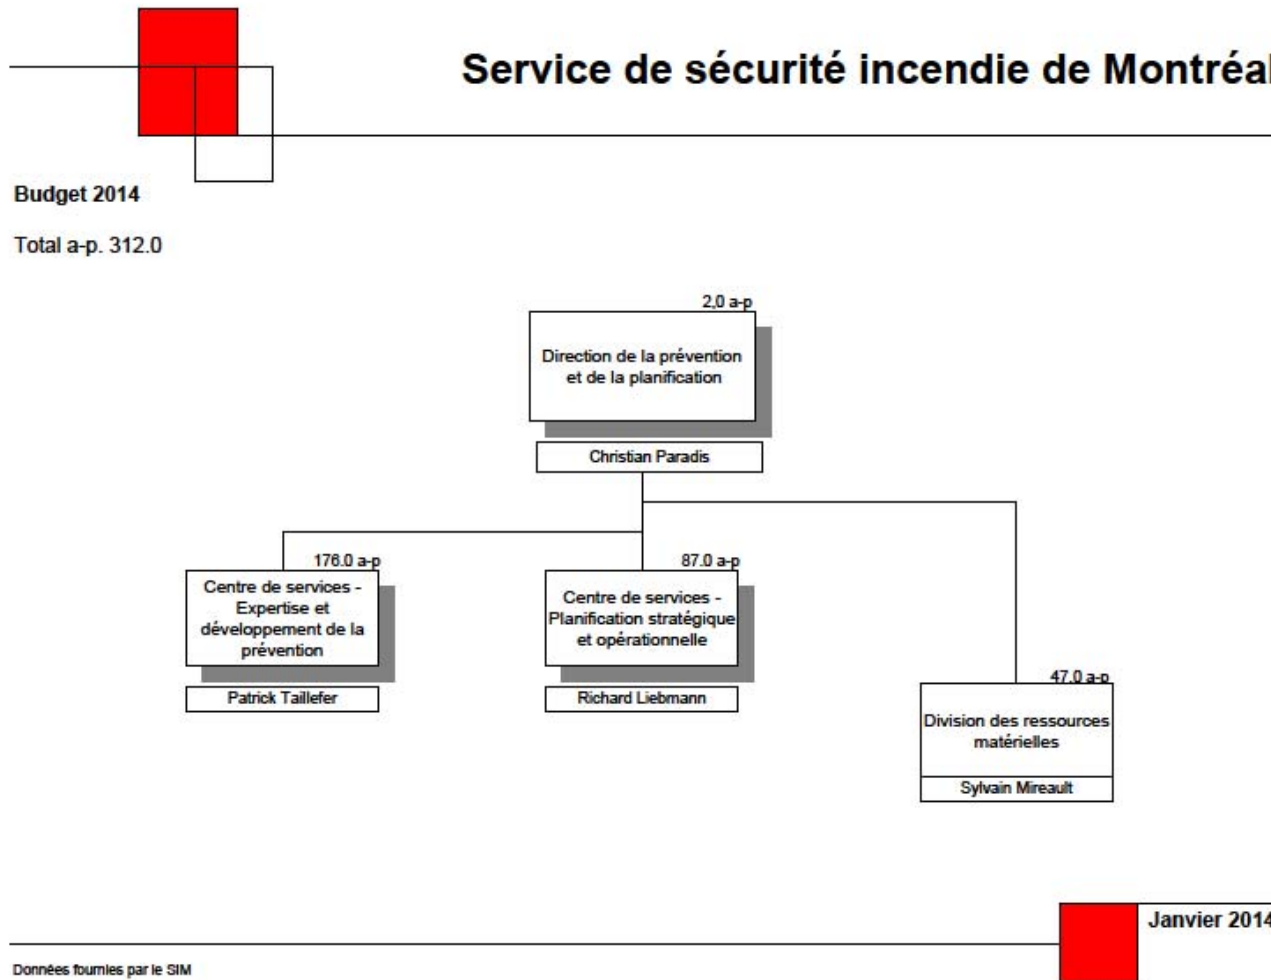 Service de sécurité incendie de Montréal
Budget 2014
Total a-p. 312.0
2,0 a-p
Direction de la prévention
et de la planification
Christian Paradis
176.0 a-p
Centre de services -
Expertise et
développement de la
prévention
Patrick Taillefer
87.0 a-p
Centre de services -
Planification stratégique
et opérationnelle
Richard Liebmann
47.0 a-p
Division des ressources
matérielles
Sylvain Mireault
Janvier 2014
Données fournies par le SIM